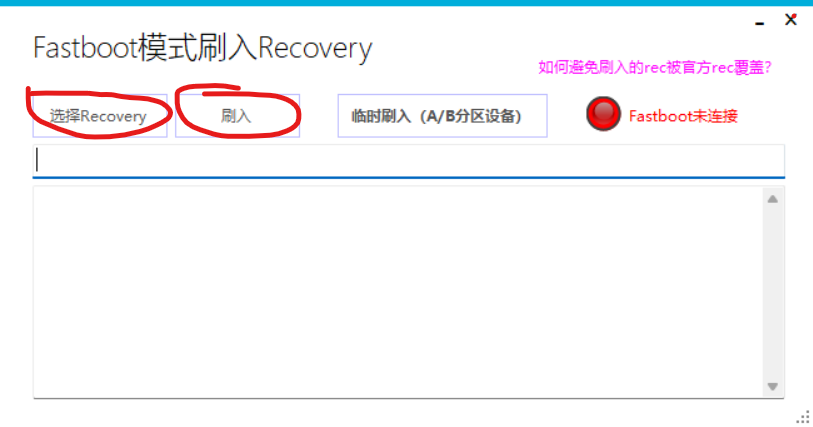 Fastboot模式刷入Recovery
如何避免刷入的rec被官方rec覆盖?
选择Recovery
刷入
临时刷入（A/B分区设备)
Fastboot未连接